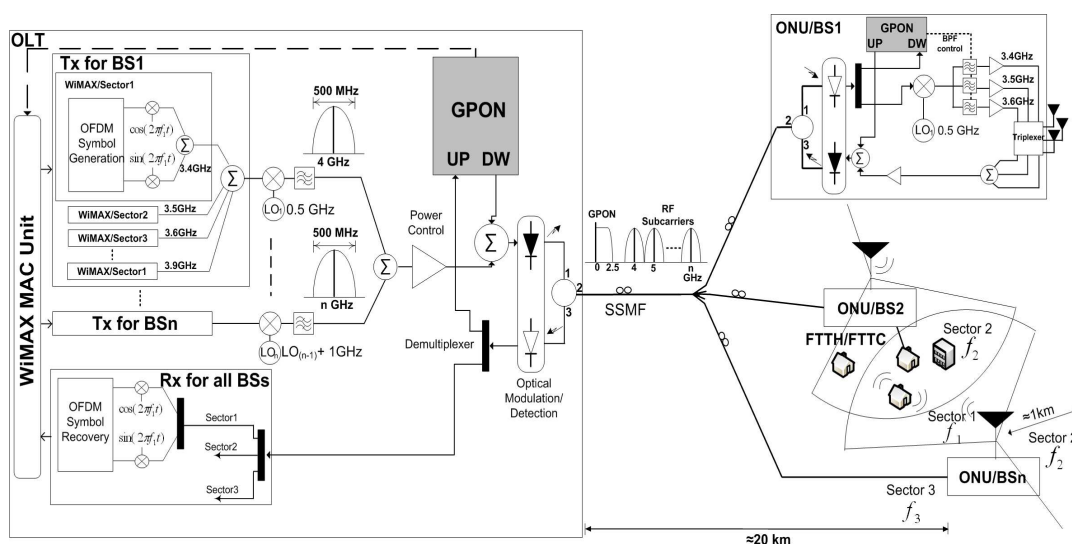 OLT
WiMAX MAC Unit
Tx for BS1
WiMAX/Sector1
OFDM
Symbol
Generation
cos(2πf₁t)
sin(2πf₁t)
Σ
3.4GHz
WiMAX/Sector2
3.5GHz
WiMAX/Sector3
3.6GHz
WiMAX/Sector1
3.9GHz
Σ
LO₁
0.5 GHz
500 MHz
4 GHz
Tx for BSn
LOₙ
LO₍ₙ₋₁₎+ 1GHz
500 MHz
n GHz
Σ
Power
Control
GPON
UP DW
Σ
1
2
3
Demultiplexer
Optical
Modulation/
Detection
Rx for all BSs
OFDM
Symbol
Recovery
cos(2πf₁t)
sin(2πf₁t)
Sector1
Sector2
Sector3
GPON
RF
Subcarriers
0 2.5 4 5 n
GHz
SSMF
≈20 km
ONU/BS1
GPON
UP DW
BPF
control
1
2
3
LO₁
0.5 GHz
3.4GHz
3.5GHz
3.6GHz
Triplexer
Σ
Σ
ONU/BS2
FTTH/FTTC
Sector 2
f₂
Sector 1
f₁
≈1km
Sector 2
f₂
ONU/BSn
Sector 3
f₃